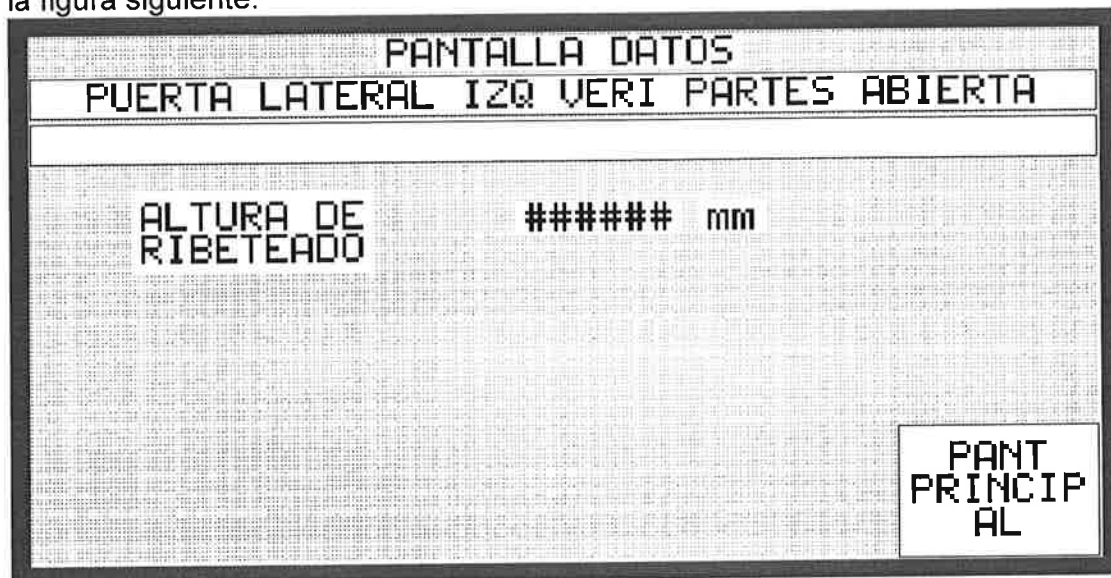 la figura siguiente.
PANTALLA DATOS
PUERTA LATERAL IZQ VERI PARTES ABIERTA
ALTURA DE
RIBETEADO
###### mm
PANT
PRINCIP
AL